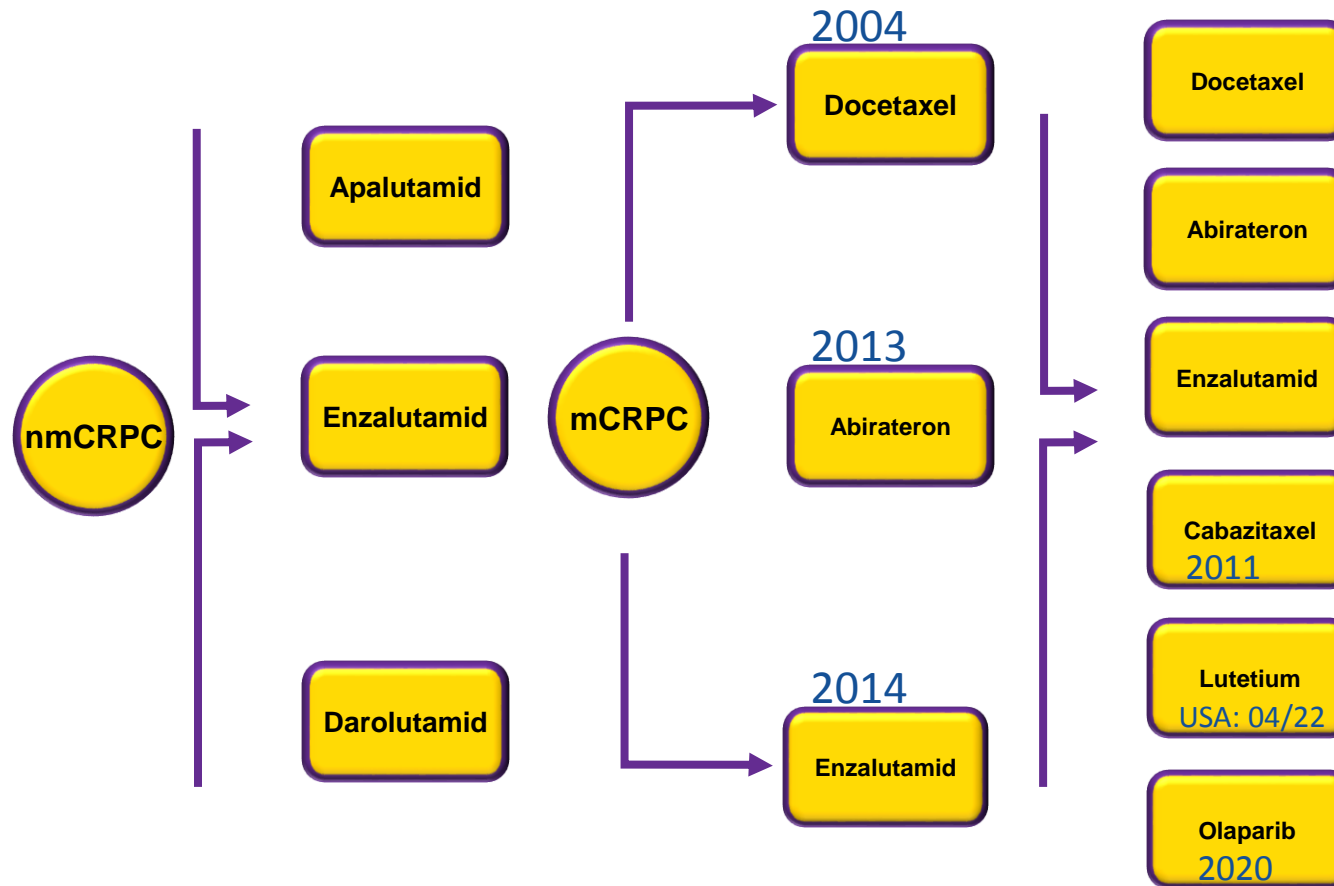 nmCRPC
Apalutamid
Enzalutamid
Darolutamid
mCRPC
2004
Docetaxel
2013
Abirateron
2014
Enzalutamid
Docetaxel
Abirateron
Enzalutamid
Cabazitaxel
2011
Lutetium
USA: 04/22
Olaparib
2020